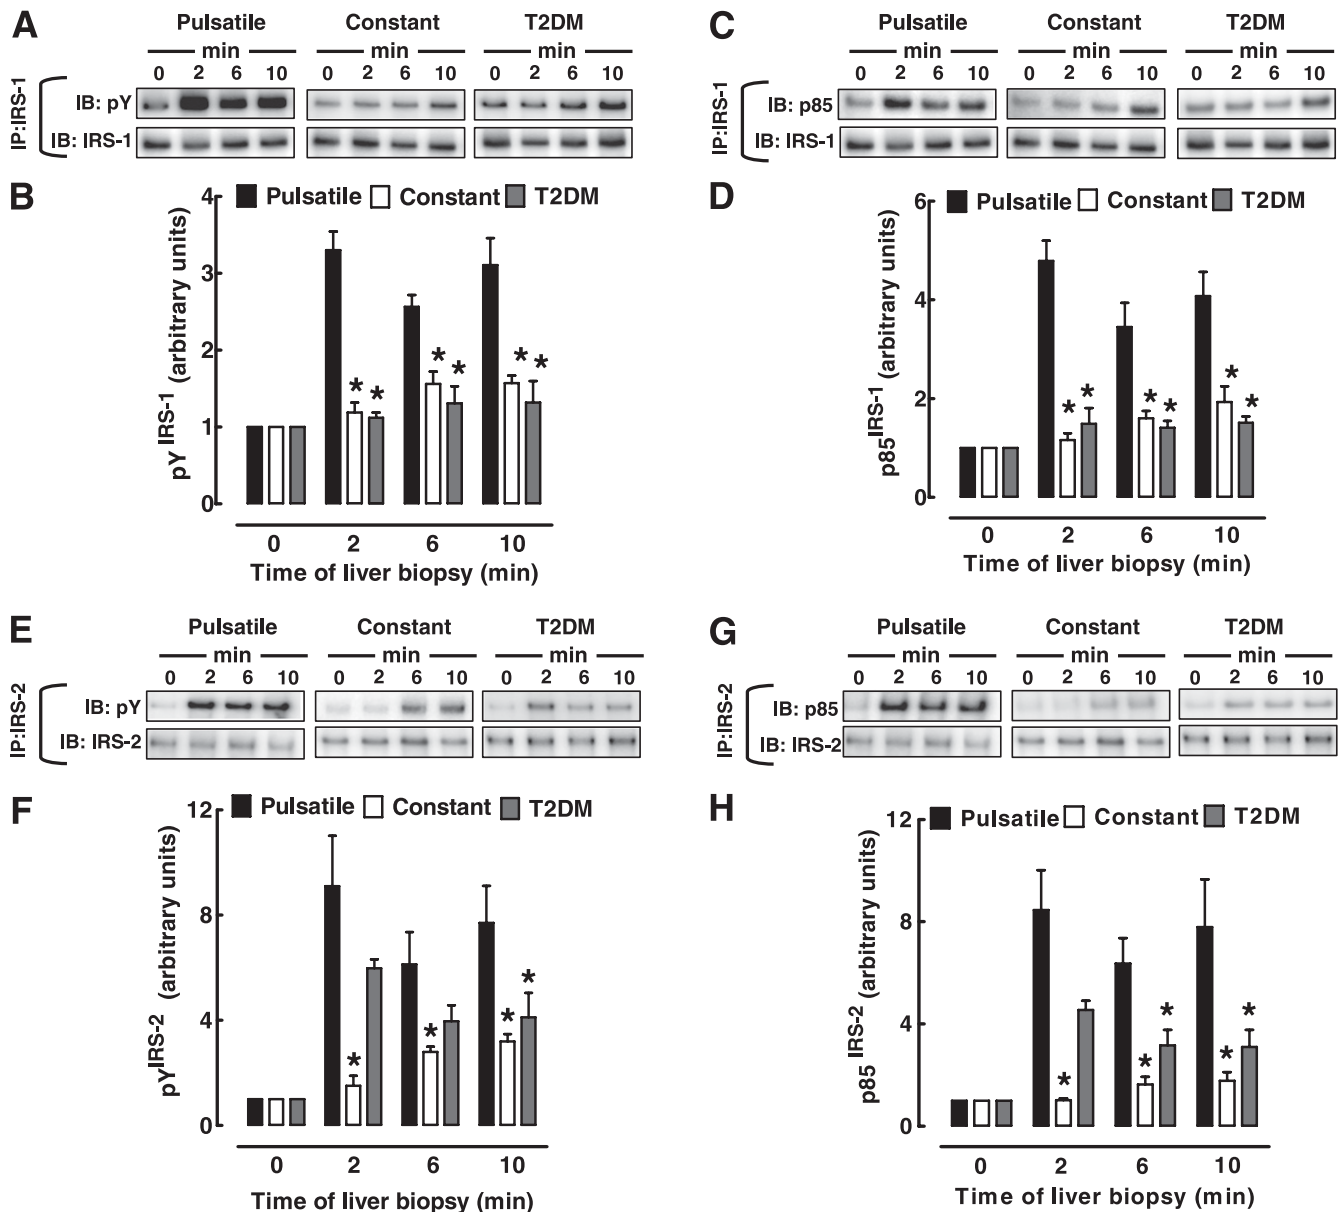 A
Pulsatile Constant T2DM
min min min
0 2 6 10 0 2 6 10 0 2 6 10
IP:IRS-1
IB: pY
IB: IRS-1
B
Pulsatile Constant T2DM
pY IRS-1 (arbitrary units)
4
3
2
1
0
* * * * * *
0 2 6 10
Time of liver biopsy (min)
C
Pulsatile Constant T2DM
min min min
0 2 6 10 0 2 6 10 0 2 6 10
IP:IRS-1
IB: p85
IB: IRS-1
D
Pulsatile Constant T2DM
p85 IRS-1 (arbitrary units)
6
4
2
0
* * * * * *
0 2 6 10
Time of liver biopsy (min)
E
Pulsatile Constant T2DM
min min min
0 2 6 10 0 2 6 10 0 2 6 10
IP:IRS-2
IB: pY
IB: IRS-2
F
Pulsatile Constant T2DM
pY IRS-2 (arbitrary units)
12
8
4
0
* * * *
0 2 6 10
Time of liver biopsy (min)
G
Pulsatile Constant T2DM
min min min
0 2 6 10 0 2 6 10 0 2 6 10
IP:IRS-2
IB: p85
IB: IRS-2
H
Pulsatile Constant T2DM
p85 IRS-2 (arbitrary units)
12
8
4
0
* * * * *
0 2 6 10
Time of liver biopsy (min)